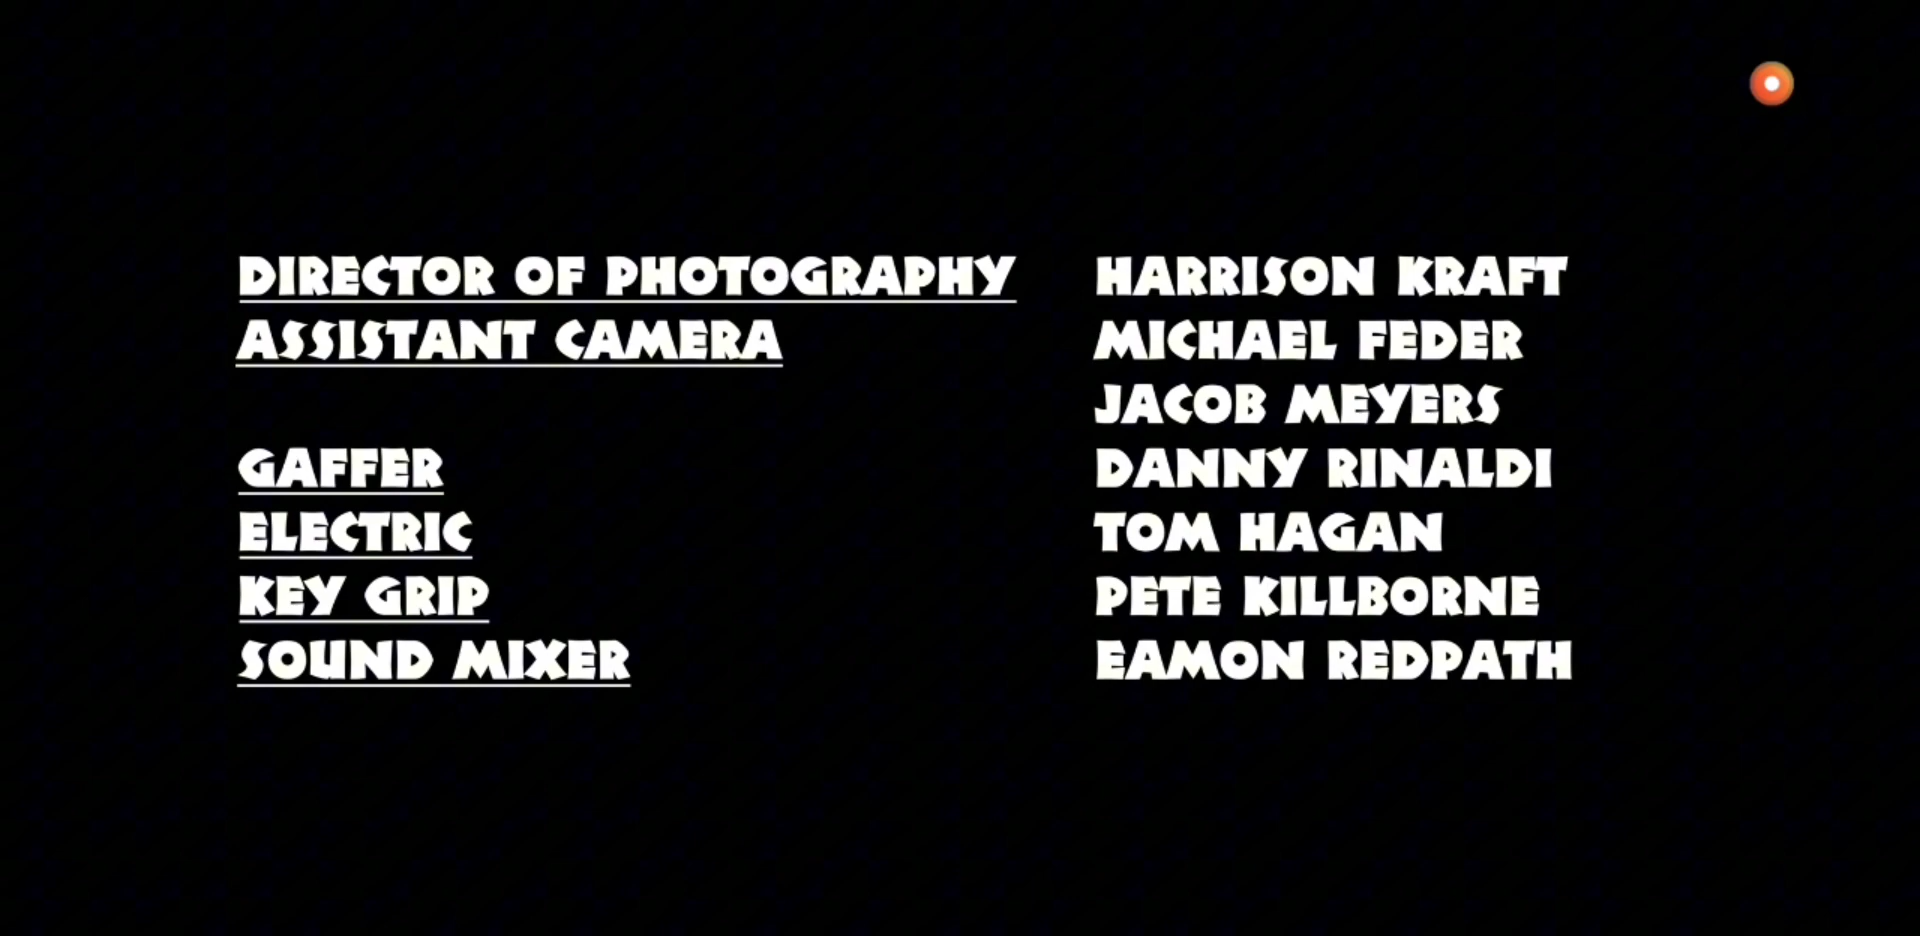 DIRECTOR OF PHOTOGRAPHY HARRISON KRAFT
ASSISTANT CAMERA MICHAEL FEDER
JACOB MEYERS
GAFFER DANNY RINALDI
ELECTRIC TOM HAGAN
KEY GRIP PETE KILLBORNE
SOUND MIXER EAMON REDPATH